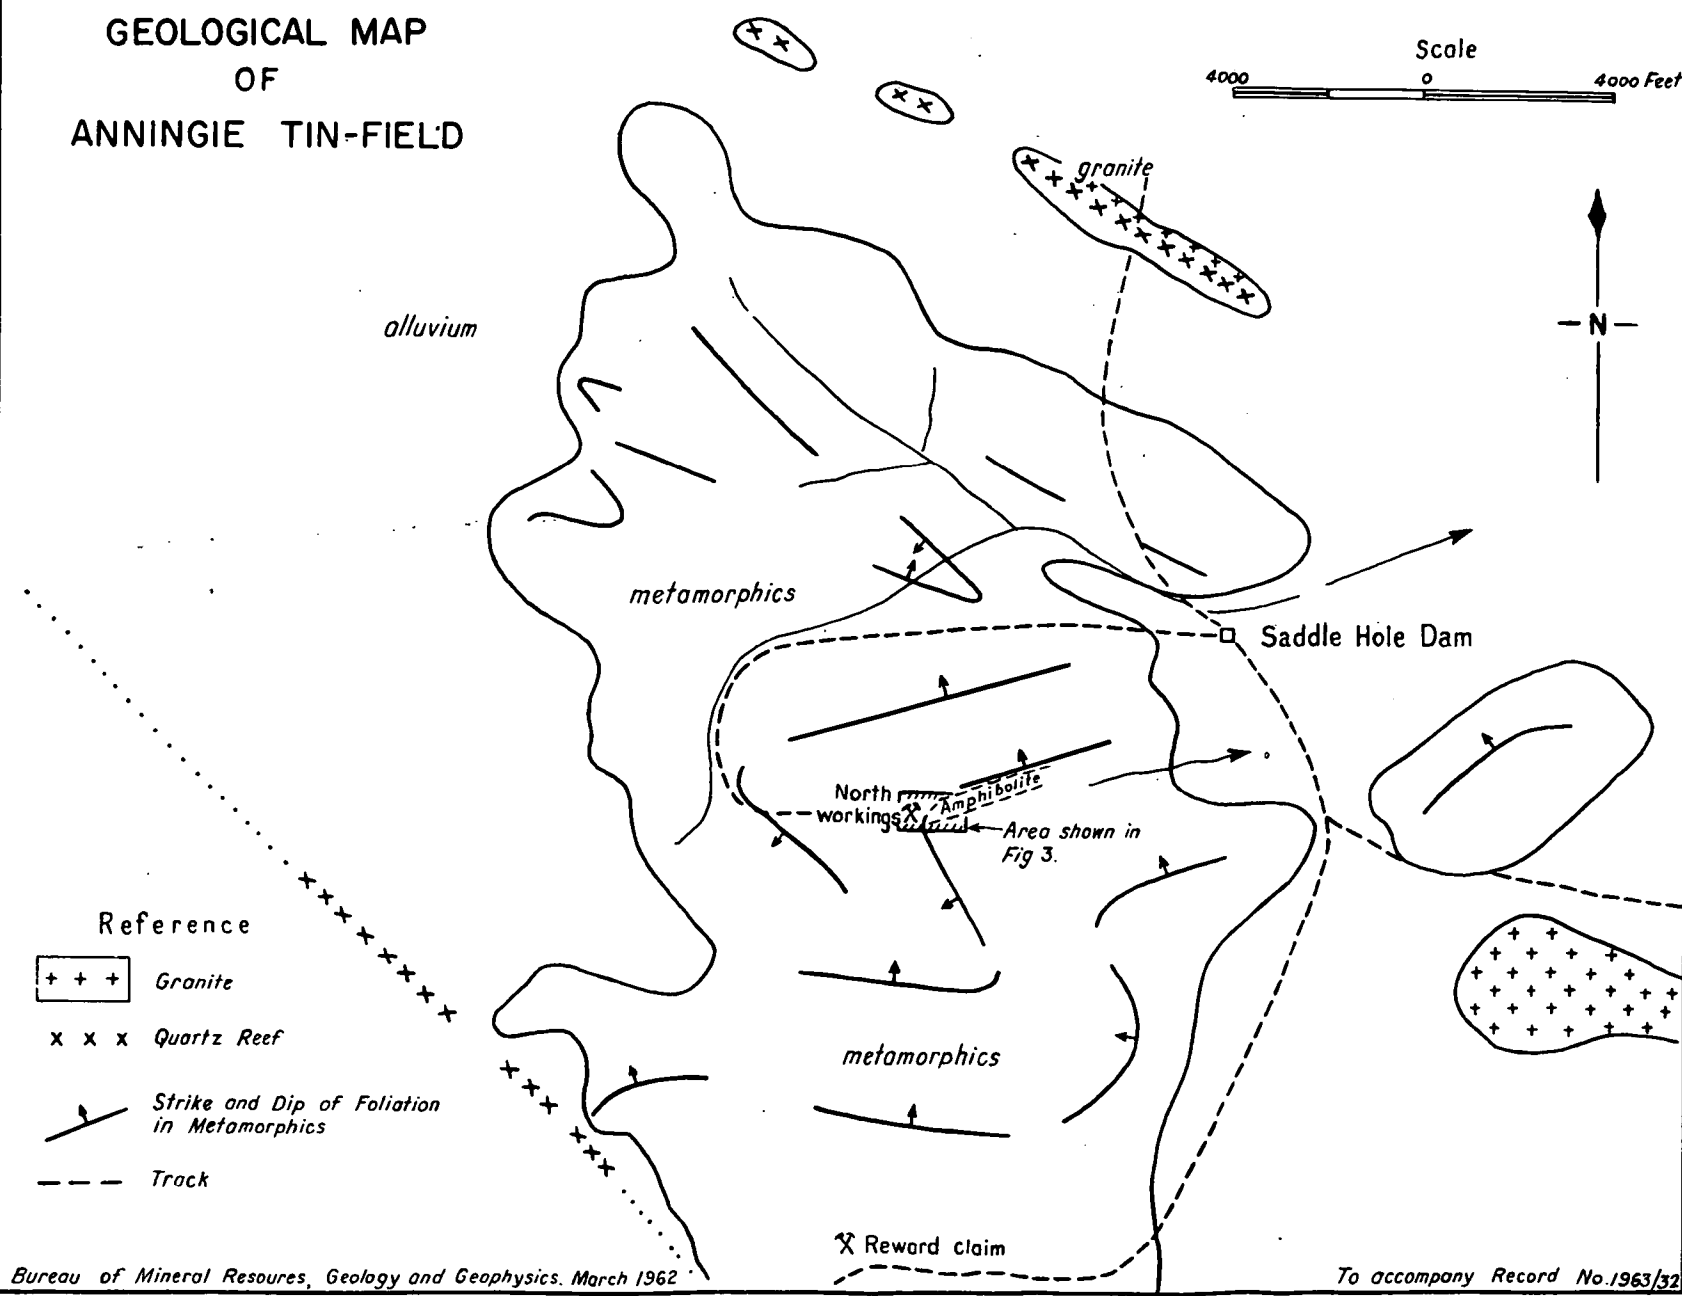 GEOLOGICAL MAP
OF
ANNINGIE TIN-FIELD
Scale
4000 0 4000 Feet
granite
N
alluvium
metamorphics
Saddle Hole Dam
North
workings
Amphibolite
Area shown in
Fig 3.
Reference
Granite
Quartz Reef
Strike and Dip of Foliation
in Metamorphics
Track
metamorphics
Reward claim
Bureau of Mineral Resoures, Geology and Geophysics. March 1962
To accompany Record No.1963/32